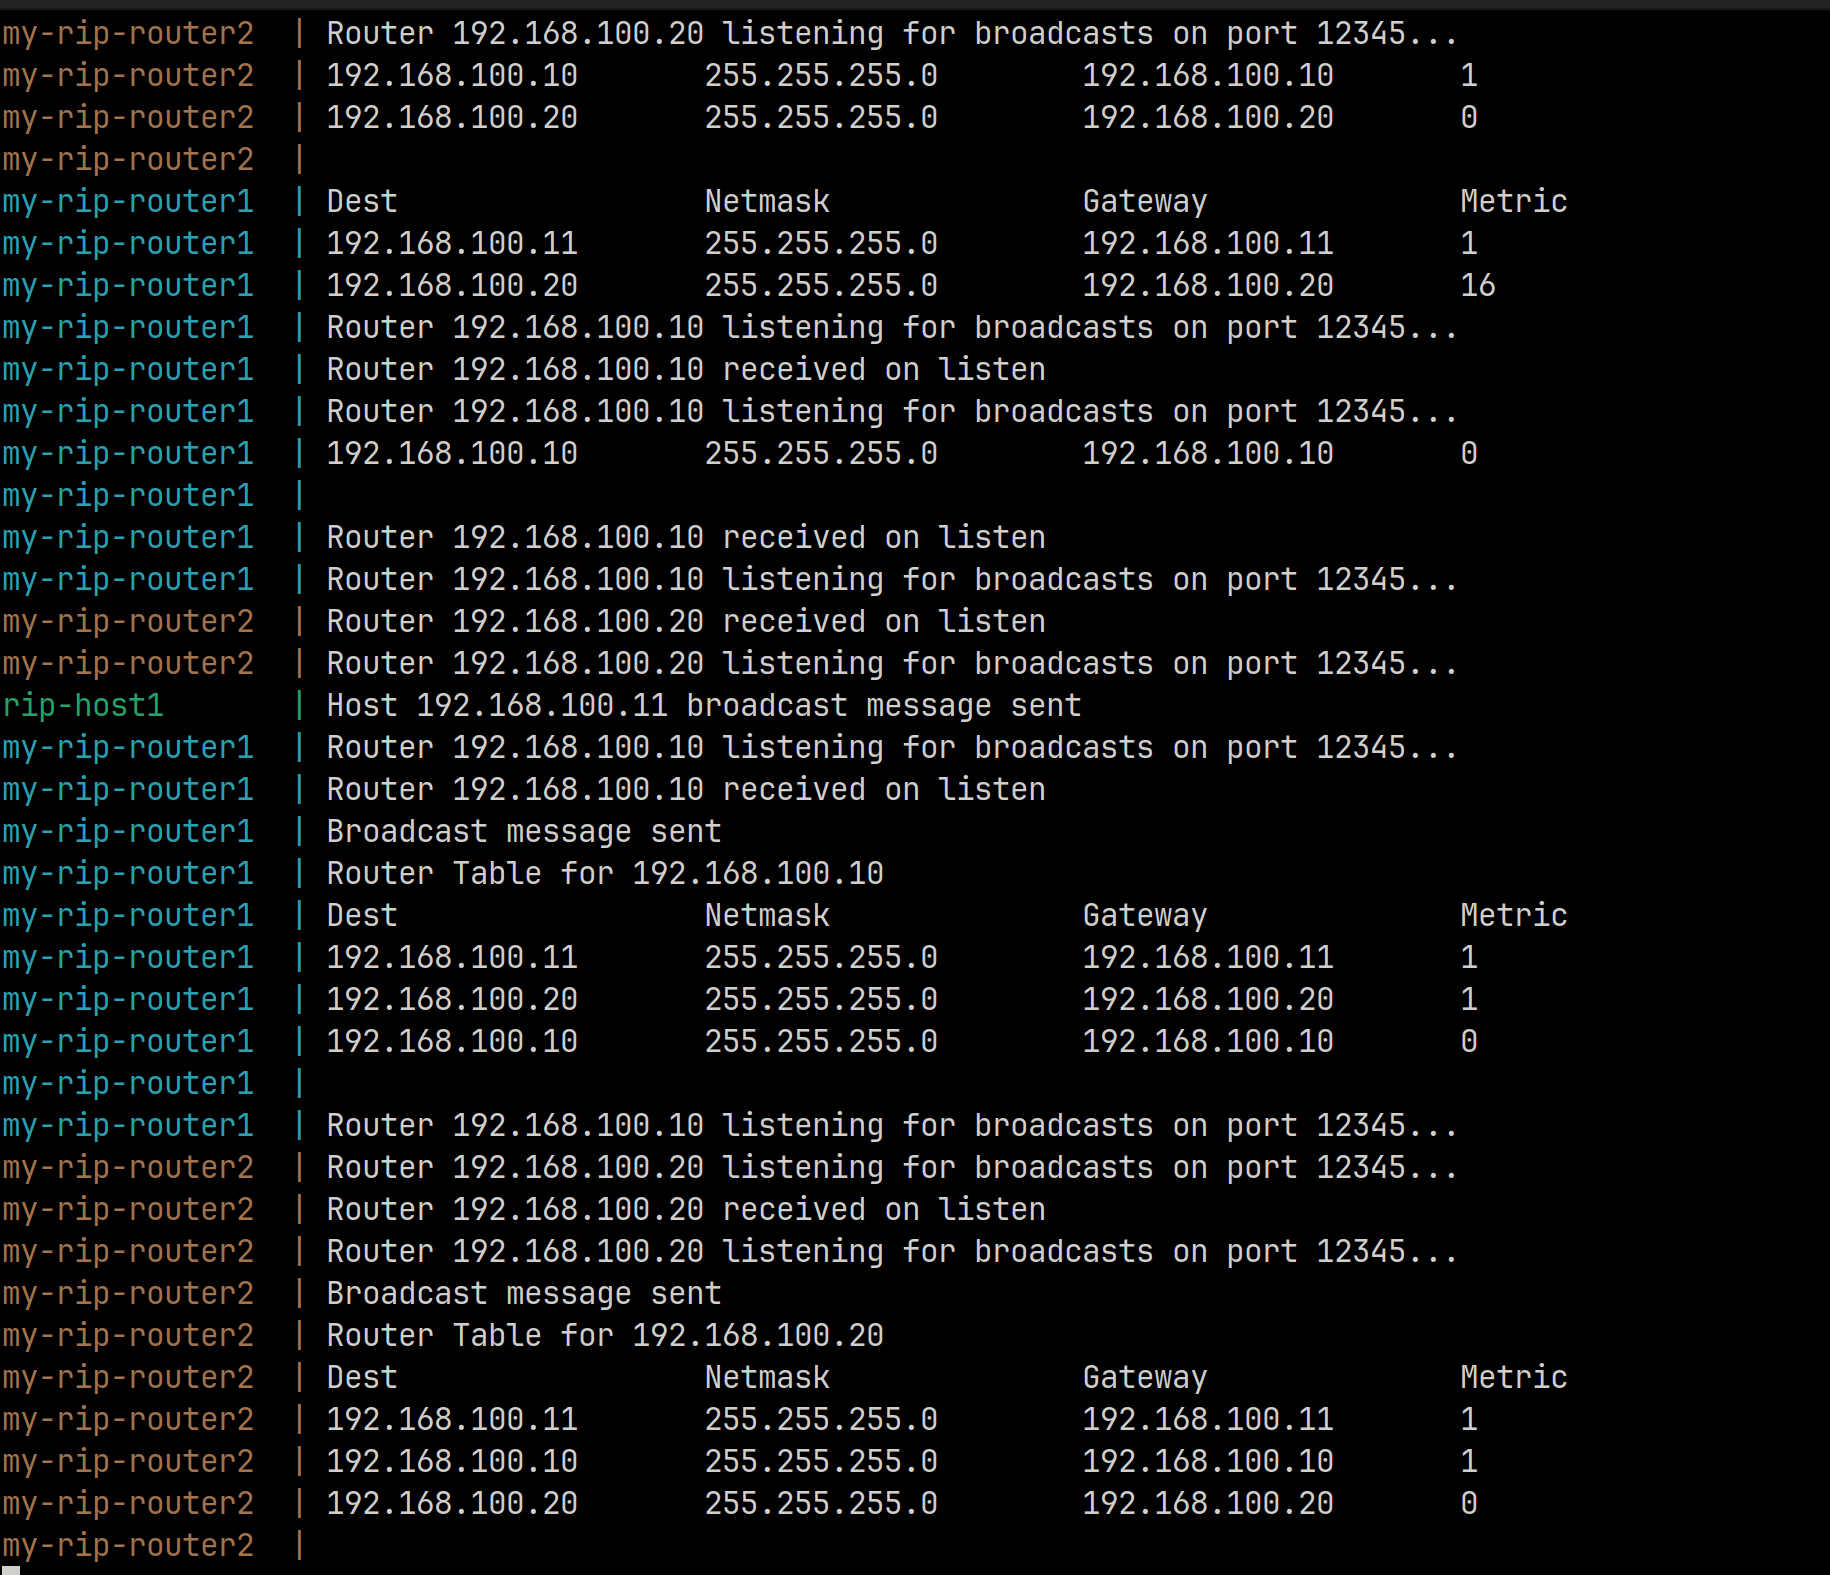 my-rip-router2  | Router 192.168.100.20 listening for broadcasts on port 12345...
my-rip-router2  | 192.168.100.10       255.255.255.0        192.168.100.10       1
my-rip-router2  | 192.168.100.20       255.255.255.0        192.168.100.20       0
my-rip-router2  |
my-rip-router1  | Dest                 Netmask              Gateway              Metric
my-rip-router1  | 192.168.100.11       255.255.255.0        192.168.100.11       1
my-rip-router1  | 192.168.100.20       255.255.255.0        192.168.100.20       16
my-rip-router1  | Router 192.168.100.10 listening for broadcasts on port 12345...
my-rip-router1  | Router 192.168.100.10 received on listen
my-rip-router1  | Router 192.168.100.10 listening for broadcasts on port 12345...
my-rip-router1  | 192.168.100.10       255.255.255.0        192.168.100.10       0
my-rip-router1  |
my-rip-router1  | Router 192.168.100.10 received on listen
my-rip-router1  | Router 192.168.100.10 listening for broadcasts on port 12345...
my-rip-router2  | Router 192.168.100.20 received on listen
my-rip-router2  | Router 192.168.100.20 listening for broadcasts on port 12345...
rip-host1       | Host 192.168.100.11 broadcast message sent
my-rip-router1  | Router 192.168.100.10 listening for broadcasts on port 12345...
my-rip-router1  | Router 192.168.100.10 received on listen
my-rip-router1  | Broadcast message sent
my-rip-router1  | Router Table for 192.168.100.10
my-rip-router1  | Dest                 Netmask              Gateway              Metric
my-rip-router1  | 192.168.100.11       255.255.255.0        192.168.100.11       1
my-rip-router1  | 192.168.100.20       255.255.255.0        192.168.100.20       1
my-rip-router1  | 192.168.100.10       255.255.255.0        192.168.100.10       0
my-rip-router1  |
my-rip-router1  | Router 192.168.100.10 listening for broadcasts on port 12345...
my-rip-router2  | Router 192.168.100.20 listening for broadcasts on port 12345...
my-rip-router2  | Router 192.168.100.20 received on listen
my-rip-router2  | Router 192.168.100.20 listening for broadcasts on port 12345...
my-rip-router2  | Broadcast message sent
my-rip-router2  | Router Table for 192.168.100.20
my-rip-router2  | Dest                 Netmask              Gateway              Metric
my-rip-router2  | 192.168.100.11       255.255.255.0        192.168.100.11       1
my-rip-router2  | 192.168.100.10       255.255.255.0        192.168.100.10       1
my-rip-router2  | 192.168.100.20       255.255.255.0        192.168.100.20       0
my-rip-router2  |